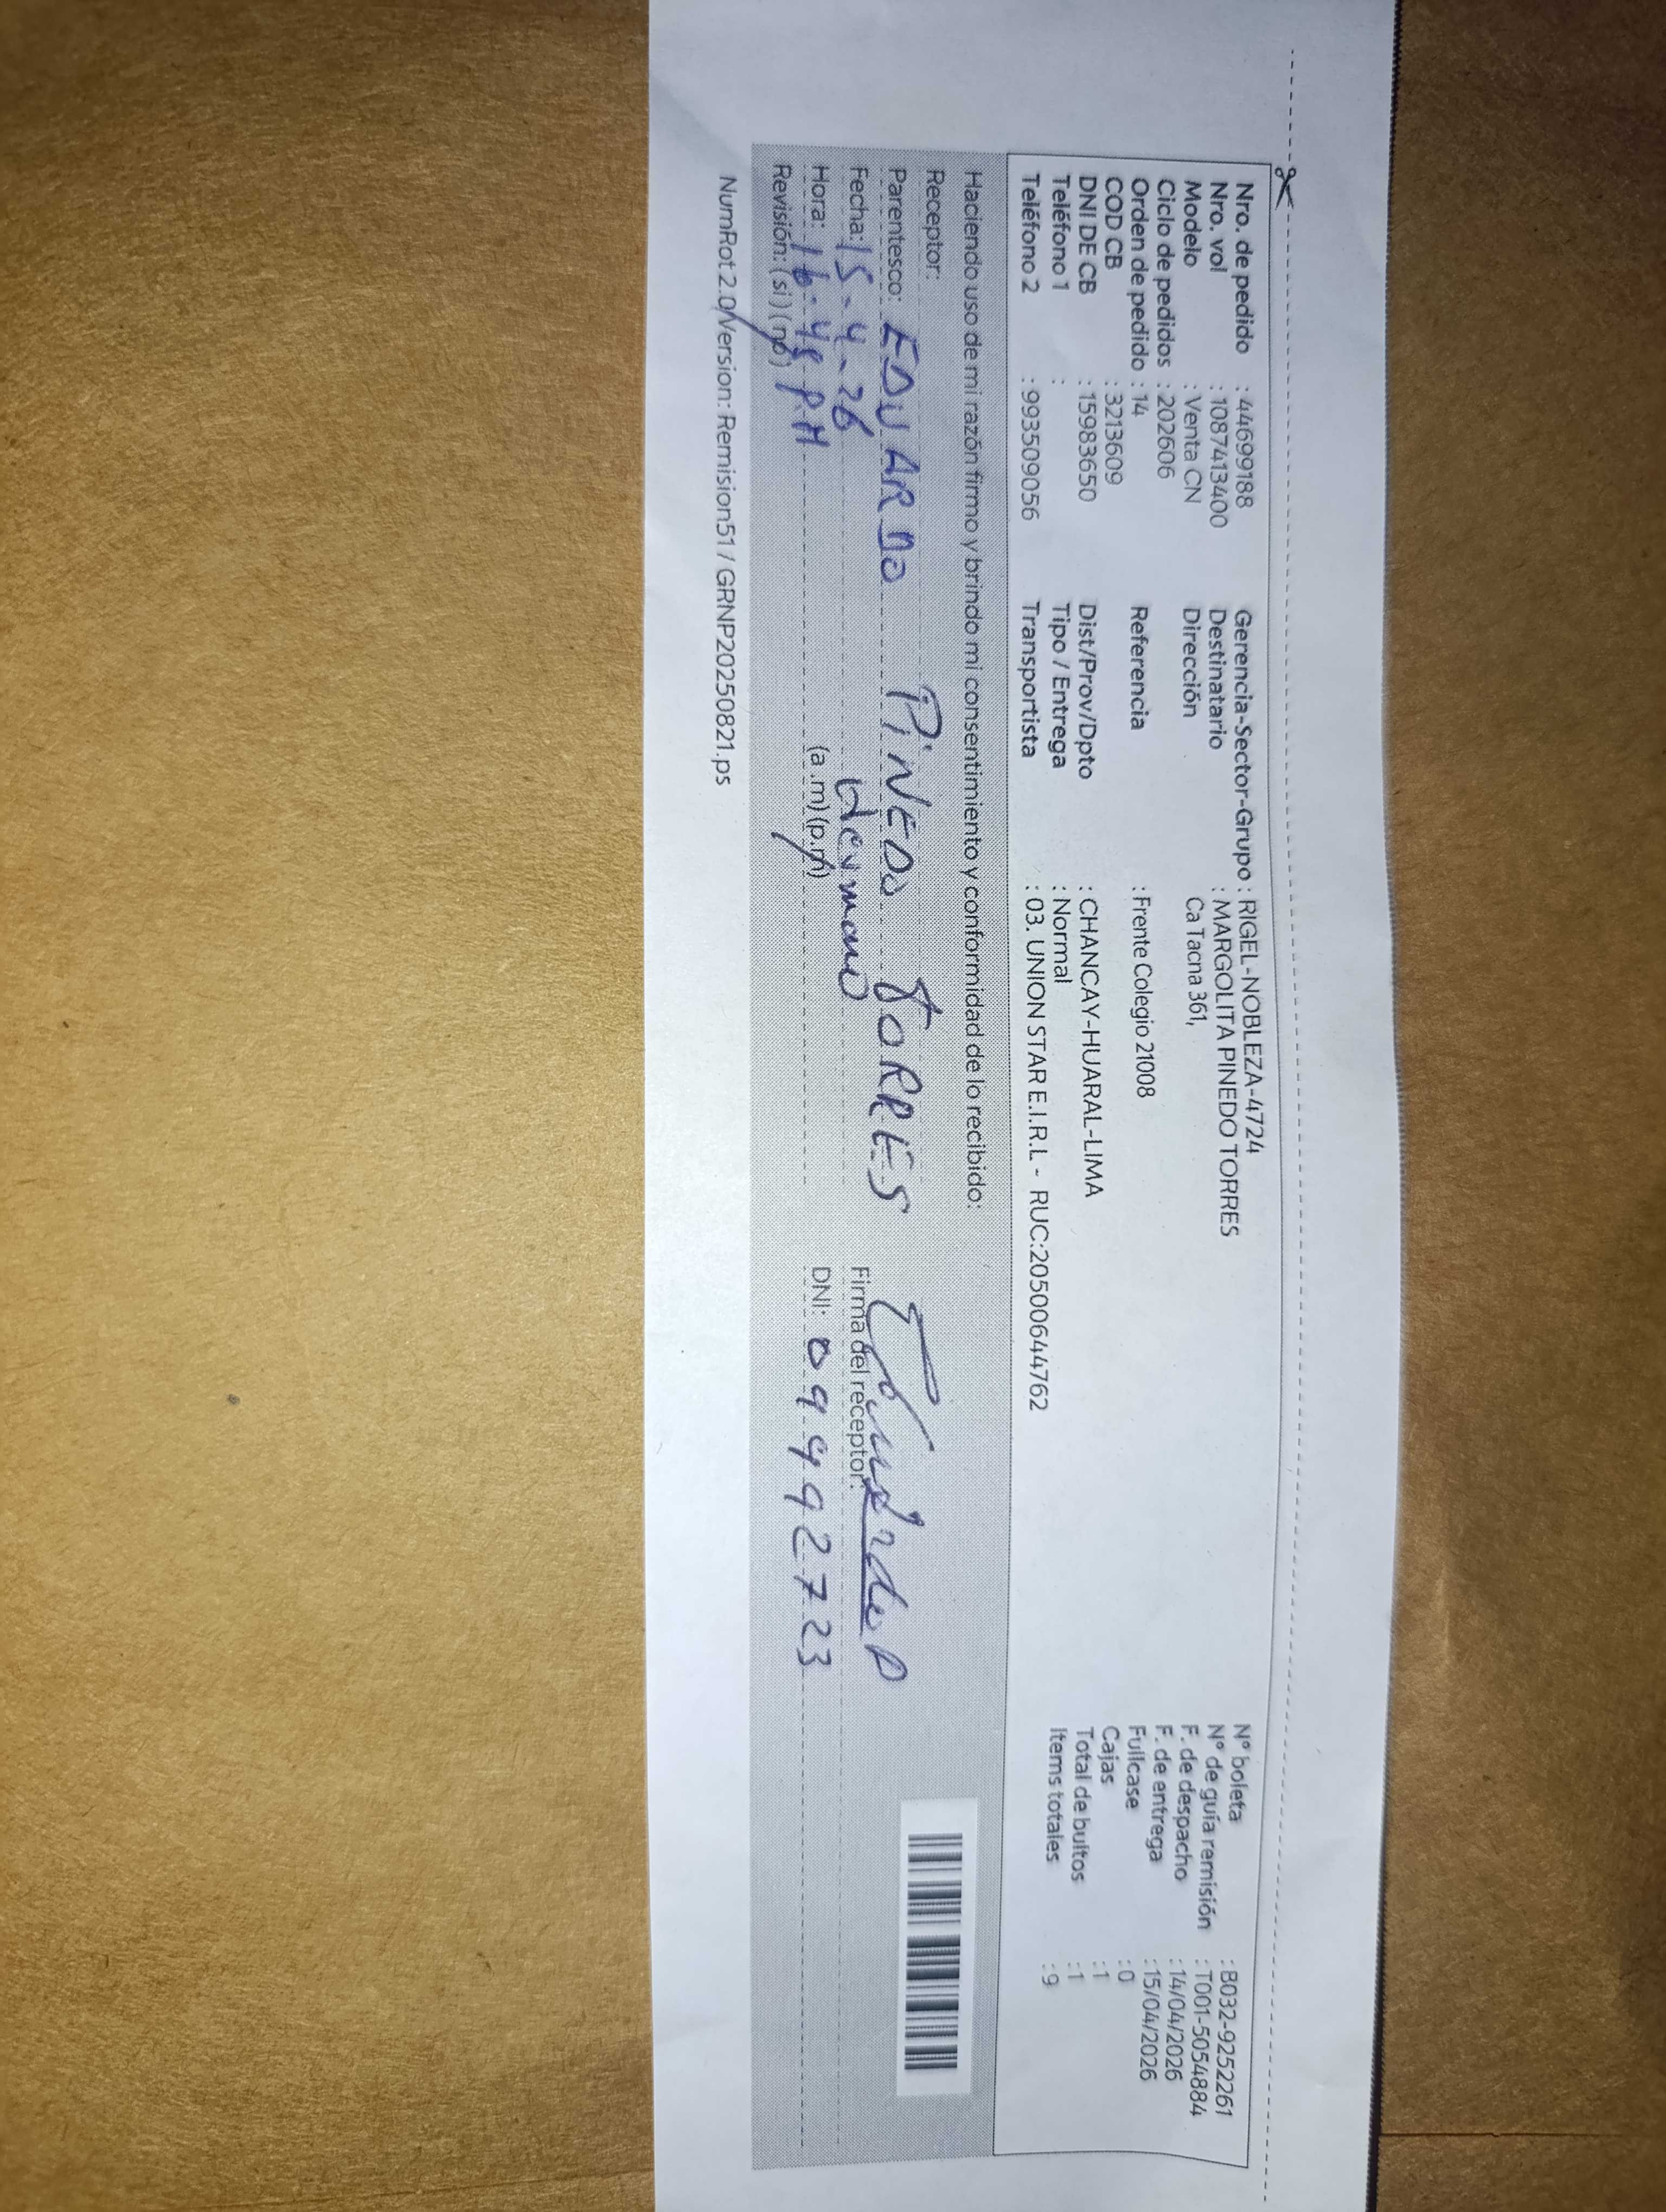 Nro. de pedido : 44699188 Gerencia-Sector-Grupo : RIGEL-NOBLEZA-4724 N° boleta : B032-9252261
Nro. vol : 1087413400 Destinatario : MARGOLITA PINEDO TORRES N° de guía remisión : T001-5054884
Modelo : Venta CN Dirección Ca Tacna 361, F. de despacho : 14/04/2026
Ciclo de pedidos : 202606 F. de entrega : 15/04/2026
Orden de pedido : 14 Referencia : Frente Colegio 21008 Fullcase : 0
COD CB : 3213609 Cajas : 1
DNI DE CB : 15983650 Dist/Prov/Dpto : CHANCAY-HUARAL-LIMA Total de bultos : 1
Teléfono 1 : Tipo / Entrega : Normal Items totales : 9
Teléfono 2 : 993509056 Transportista : 03. UNION STAR E.I.R.L - RUC:20500644762
Haciendo uso de mi razón firmo y brindo mi consentimiento y conformidad de lo recibido:
Receptor:
Parentesco: EDUARDO PiNEDO TORRES
Fecha: 15-4-26 Hermano Firma del receptor:
Hora: 16-48 PM (a .m) (p.m) DNI: 09992723
Revisión: (si) (no)
NumRot 2.0/Version: Remision51 / GRNP20250821.ps